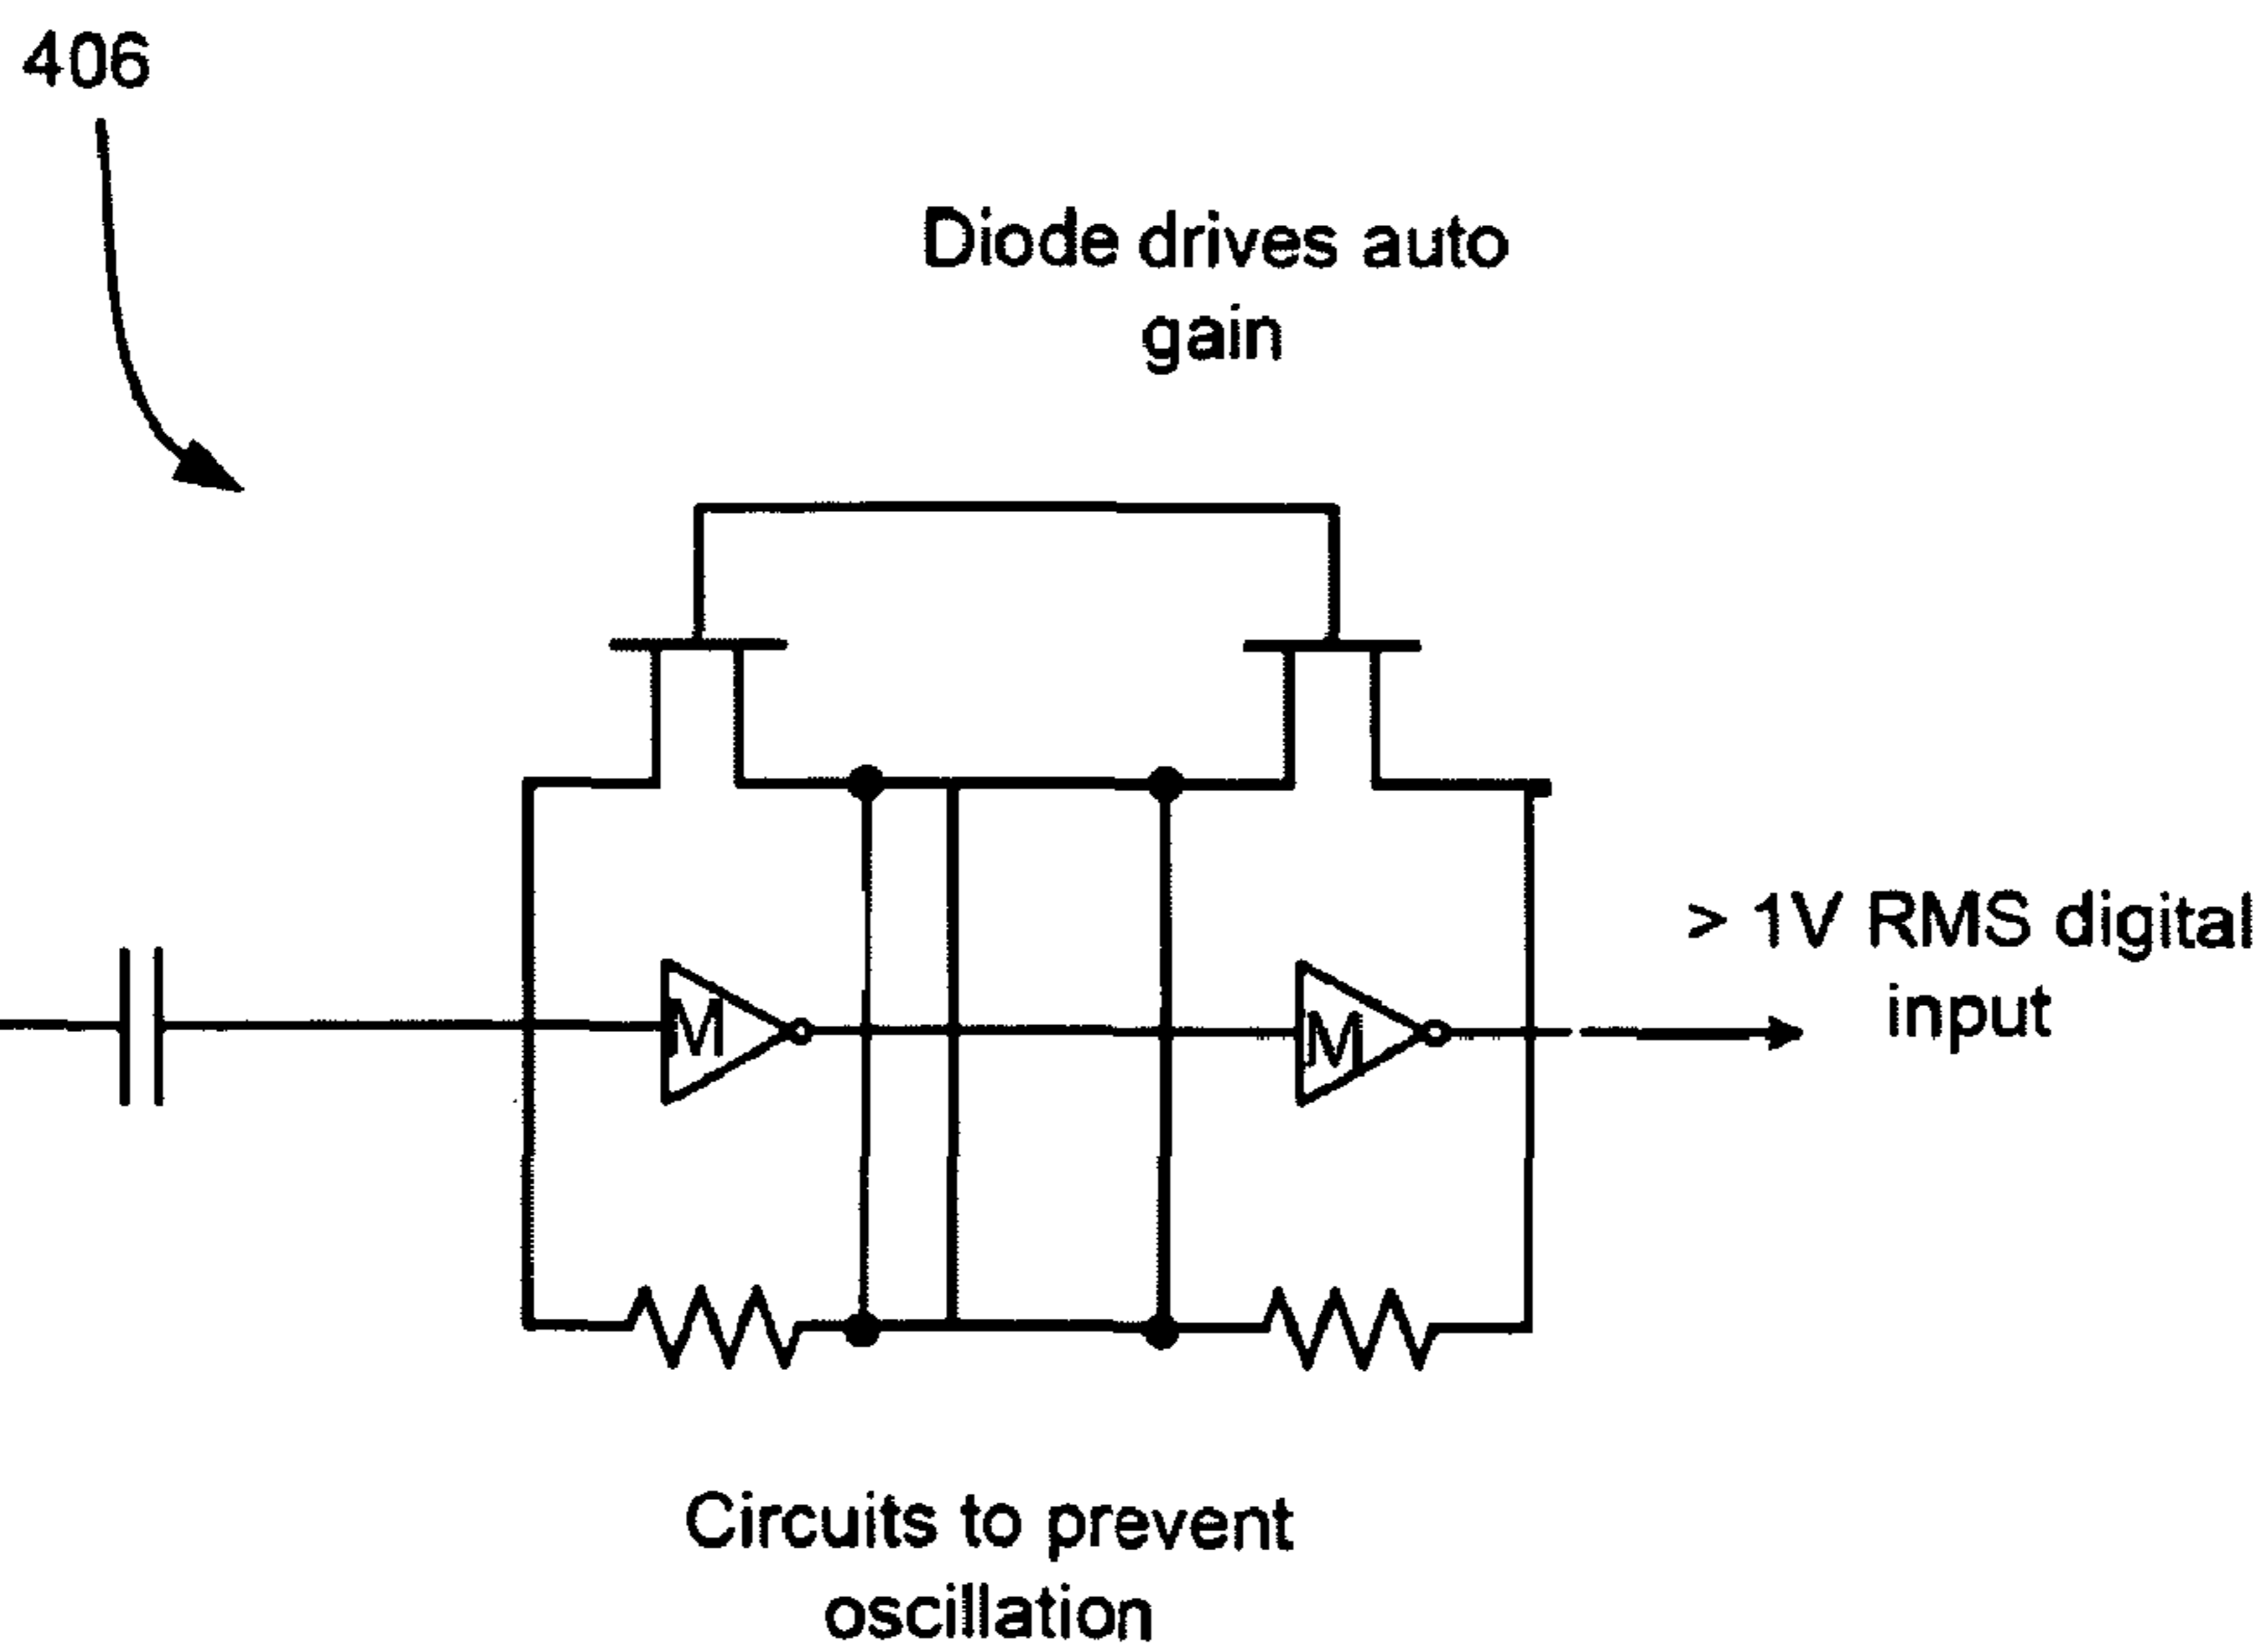 406
Diode drives auto
gain
M
M
> 1V RMS digital
input
Circuits to prevent
oscillation